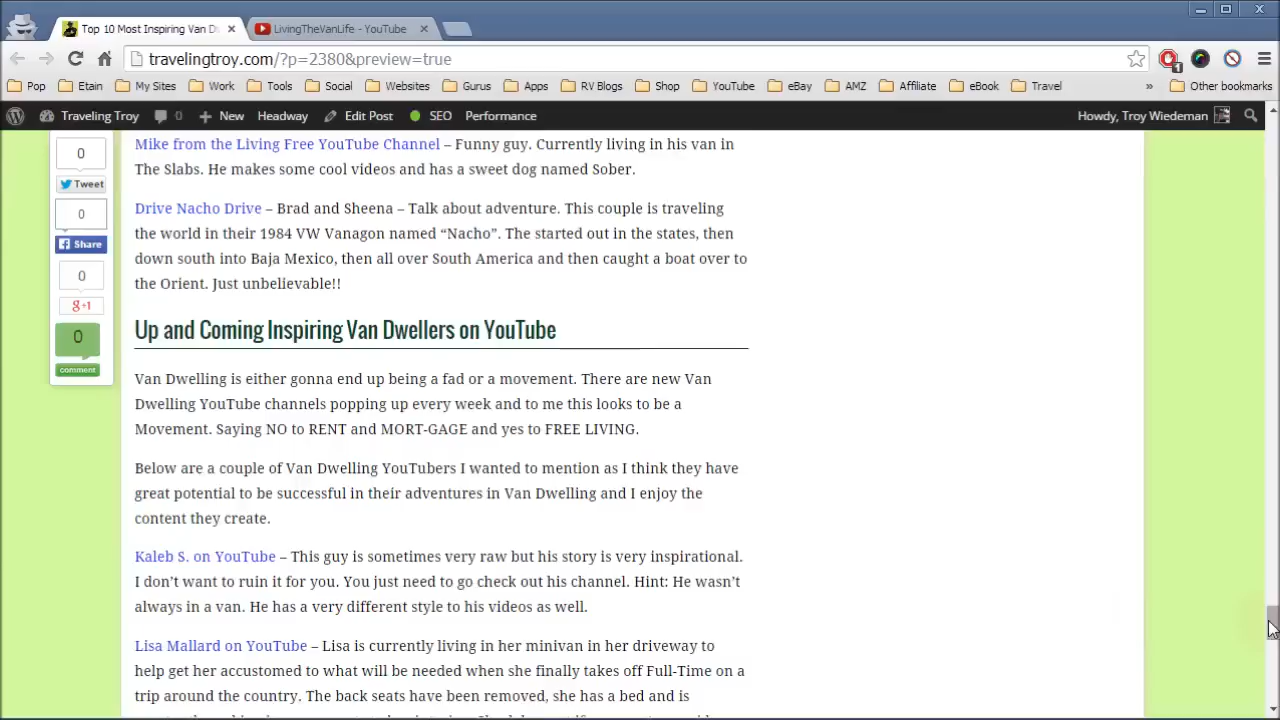 Top 10 Most Inspiring Van D
LivingTheVanLife - YouTube
travelingtroy.com/?p=2380&preview=true
1
Pop Etain My Sites Work Tools Social Websites Gurus Apps RV Blogs Shop YouTube eBay AMZ Affiliate eBook Travel » Other bookmarks
Traveling Troy 0 New Headway Edit Post SEO Performance Howdy, Troy Wiedeman
0
Tweet
0
Share
0
g+1
0
comment
Mike from the Living Free YouTube Channel – Funny guy. Currently living in his van in
The Slabs. He makes some cool videos and has a sweet dog named Sober.
Drive Nacho Drive – Brad and Sheena – Talk about adventure. This couple is traveling
the world in their 1984 VW Vanagon named “Nacho”. The started out in the states, then
down south into Baja Mexico, then all over South America and then caught a boat over to
the Orient. Just unbelievable!!
Up and Coming Inspiring Van Dwellers on YouTube
Van Dwelling is either gonna end up being a fad or a movement. There are new Van
Dwelling YouTube channels popping up every week and to me this looks to be a
Movement. Saying NO to RENT and MORT-GAGE and yes to FREE LIVING.
Below are a couple of Van Dwelling YouTubers I wanted to mention as I think they have
great potential to be successful in their adventures in Van Dwelling and I enjoy the
content they create.
Kaleb S. on YouTube – This guy is sometimes very raw but his story is very inspirational.
I don’t want to ruin it for you. You just need to go check out his channel. Hint: He wasn’t
always in a van. He has a very different style to his videos as well.
Lisa Mallard on YouTube – Lisa is currently living in her minivan in her driveway to
help get her accustomed to what will be needed when she finally takes off Full-Time on a
trip around the country. The back seats have been removed, she has a bed and is